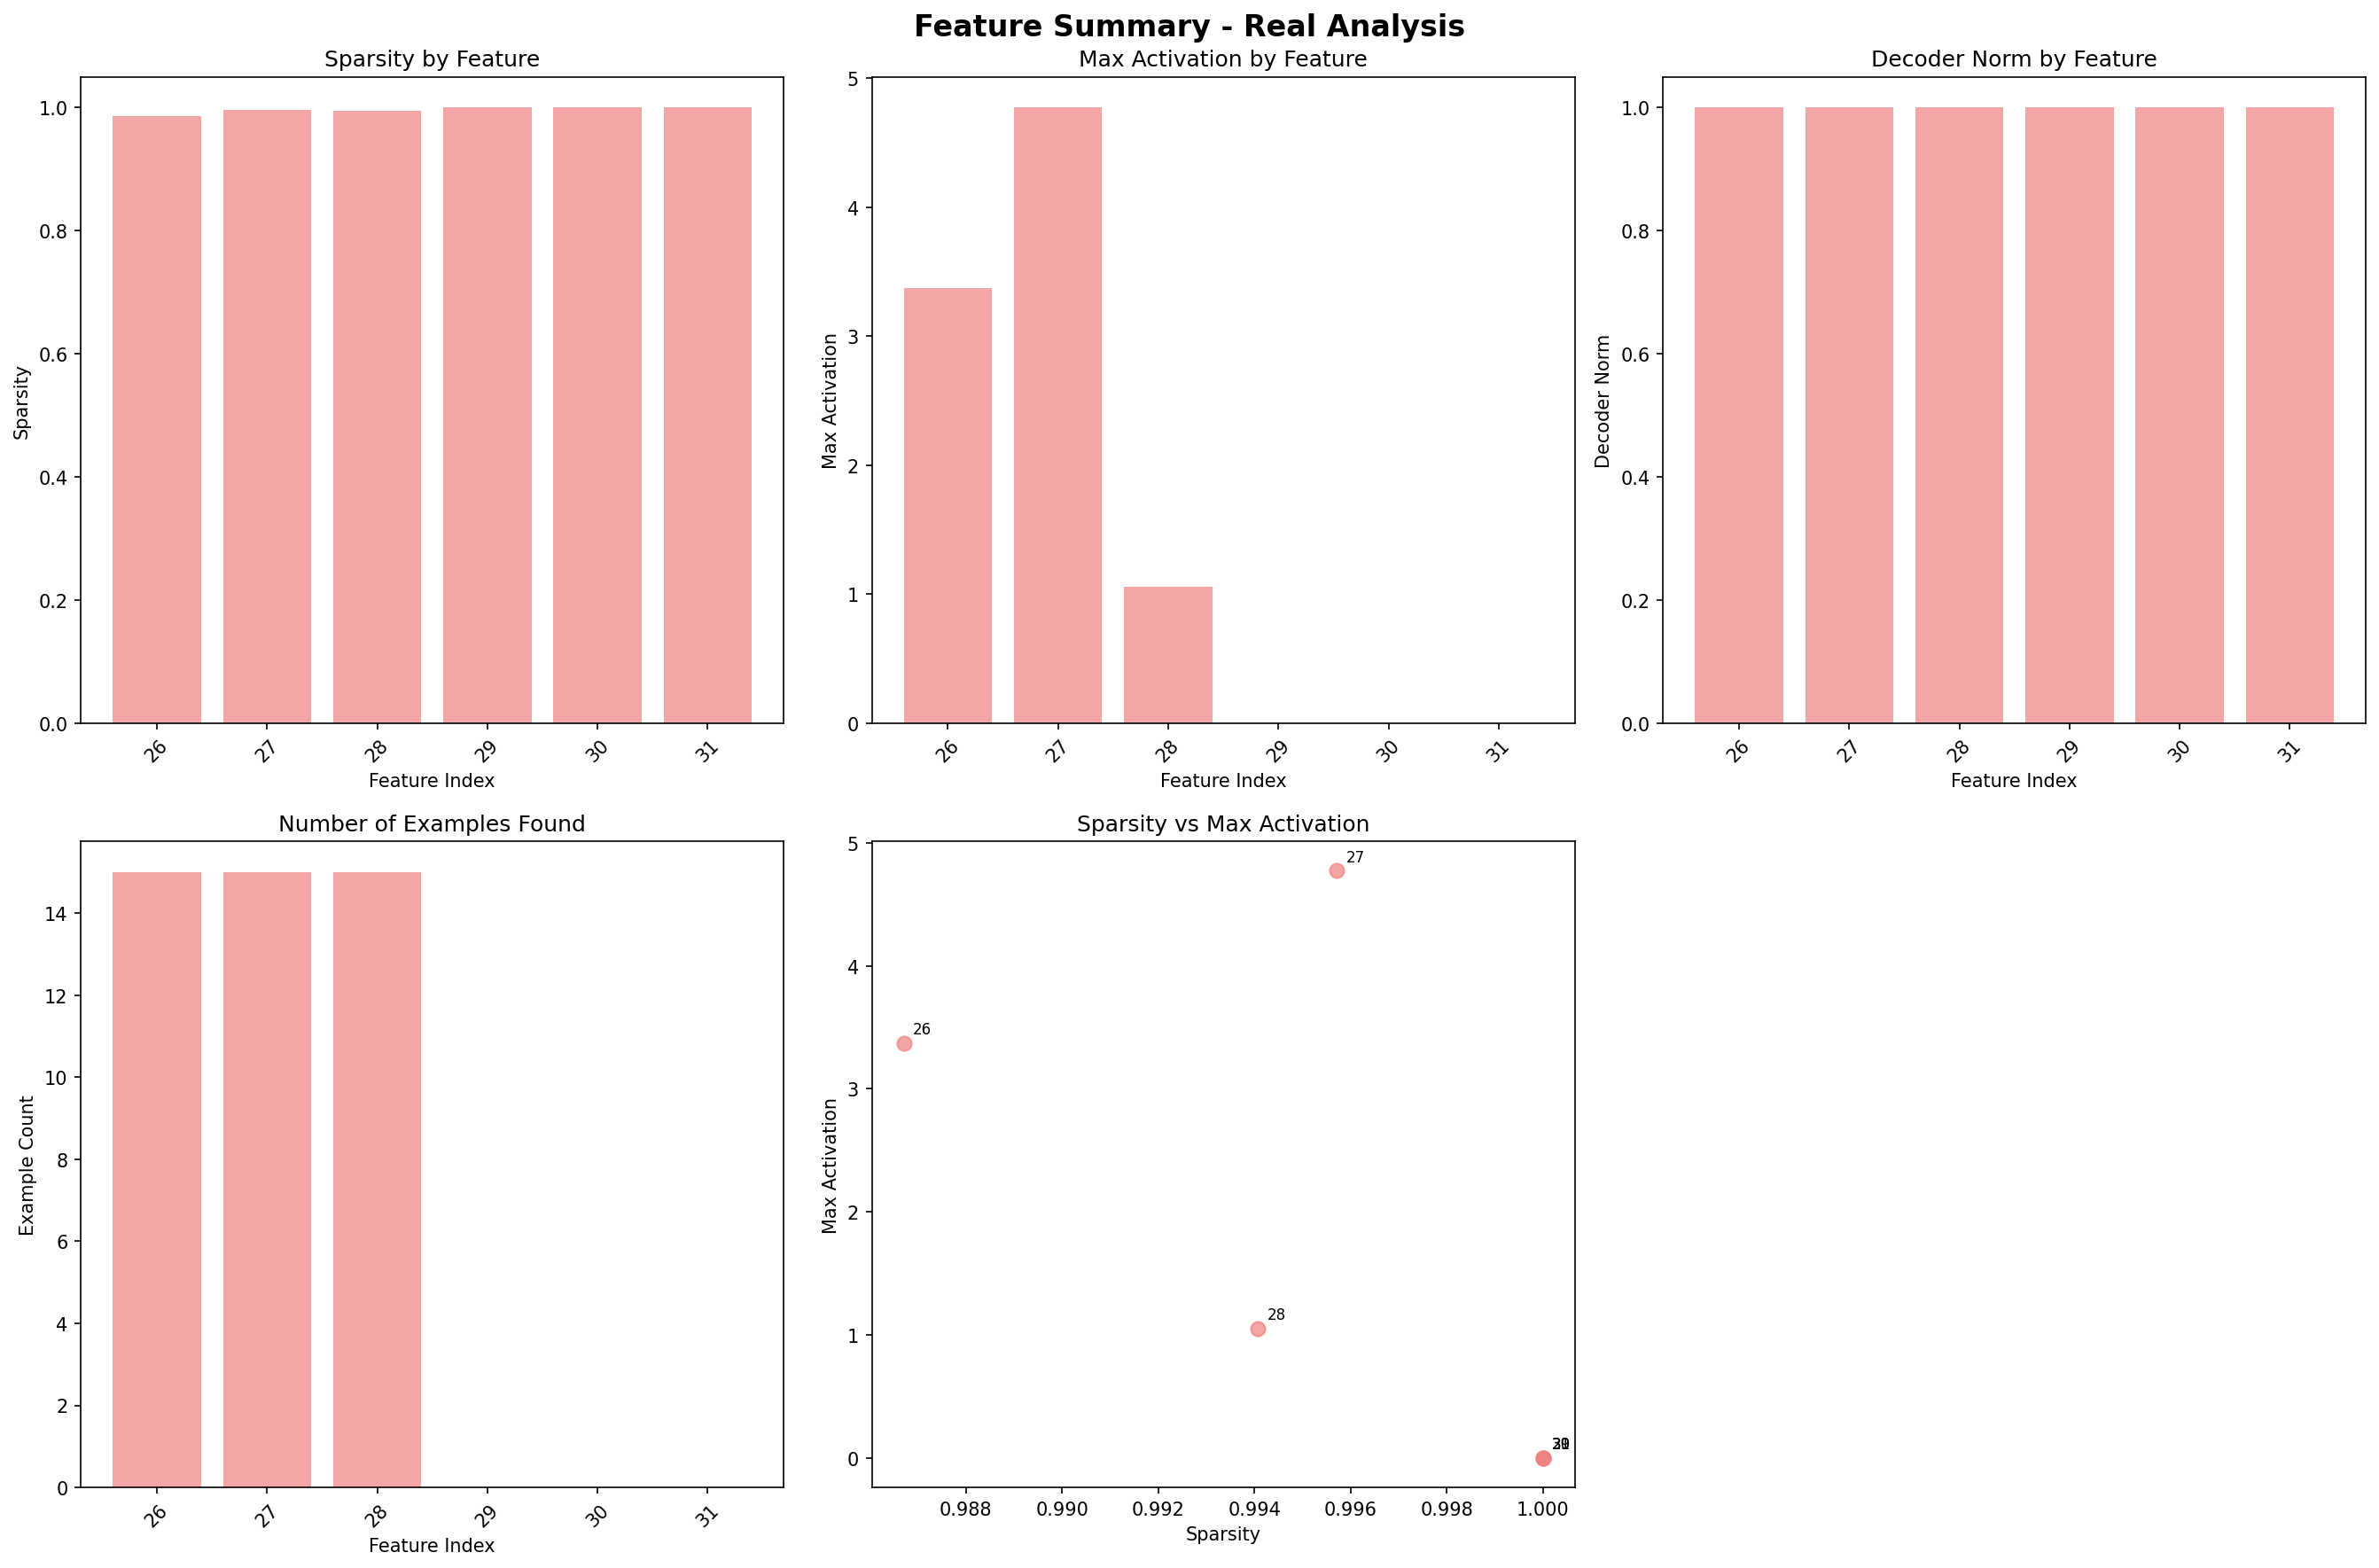 Feature Summary - Real Analysis
Sparsity by Feature
Sparsity
1.0
0.8
0.6
0.4
0.2
0.0
26 27 28 29 30 31
Feature Index
Max Activation by Feature
Max Activation
5
4
3
2
1
0
26 27 28 29 30 31
Feature Index
Decoder Norm by Feature
Decoder Norm
1.0
0.8
0.6
0.4
0.2
0.0
26 27 28 29 30 31
Feature Index
Number of Examples Found
Example Count
14
12
10
8
6
4
2
0
26 27 28 29 30 31
Feature Index
Sparsity vs Max Activation
Max Activation
5
4
3
2
1
0
27
26
28
0.988 0.990 0.992 0.994 0.996 0.998 1.000
Sparsity